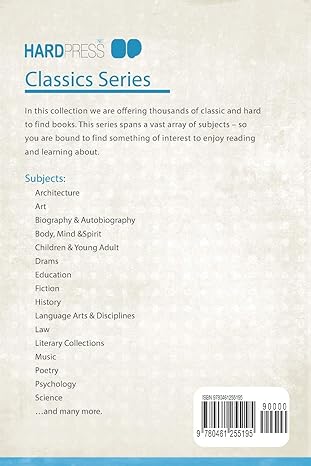 HARDPRESS
Classics Series
In this collection we are offering thousands of classic and hard
to find books. This series spans a vast array of subjects – so
you are bound to find something of interest to enjoy reading
and learning about.
Subjects:
Architecture
Art
Biography & Autobiography
Body, Mind &Spirit
Children & Young Adult
Drams
Education
Fiction
History
Language Arts & Disciplines
Law
Literary Collections
Music
Poetry
Psychology
Science
…and many more.
ISBN 9780461255195
90000
9 780461 255195